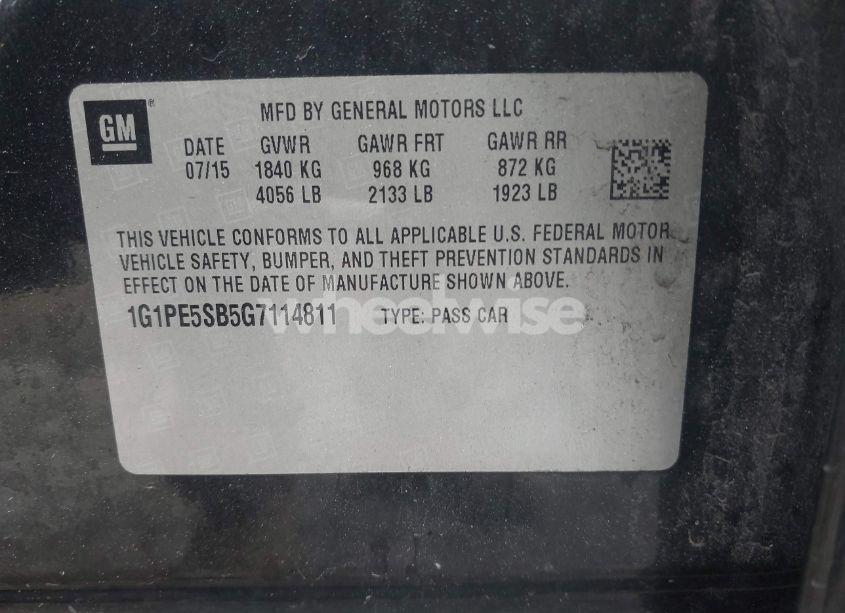 GM
MFD BY GENERAL MOTORS LLC
DATE GVWR GAWR FRT GAWR RR
07/15 1840 KG 968 KG 872 KG
4056 LB 2133 LB 1923 LB
THIS VEHICLE CONFORMS TO ALL APPLICABLE U.S. FEDERAL MOTOR
VEHICLE SAFETY, BUMPER, AND THEFT PREVENTION STANDARDS IN
EFFECT ON THE DATE OF MANUFACTURE SHOWN ABOVE.
1G1PE5SB5G7114811 TYPE: PASS CAR
wheelwise